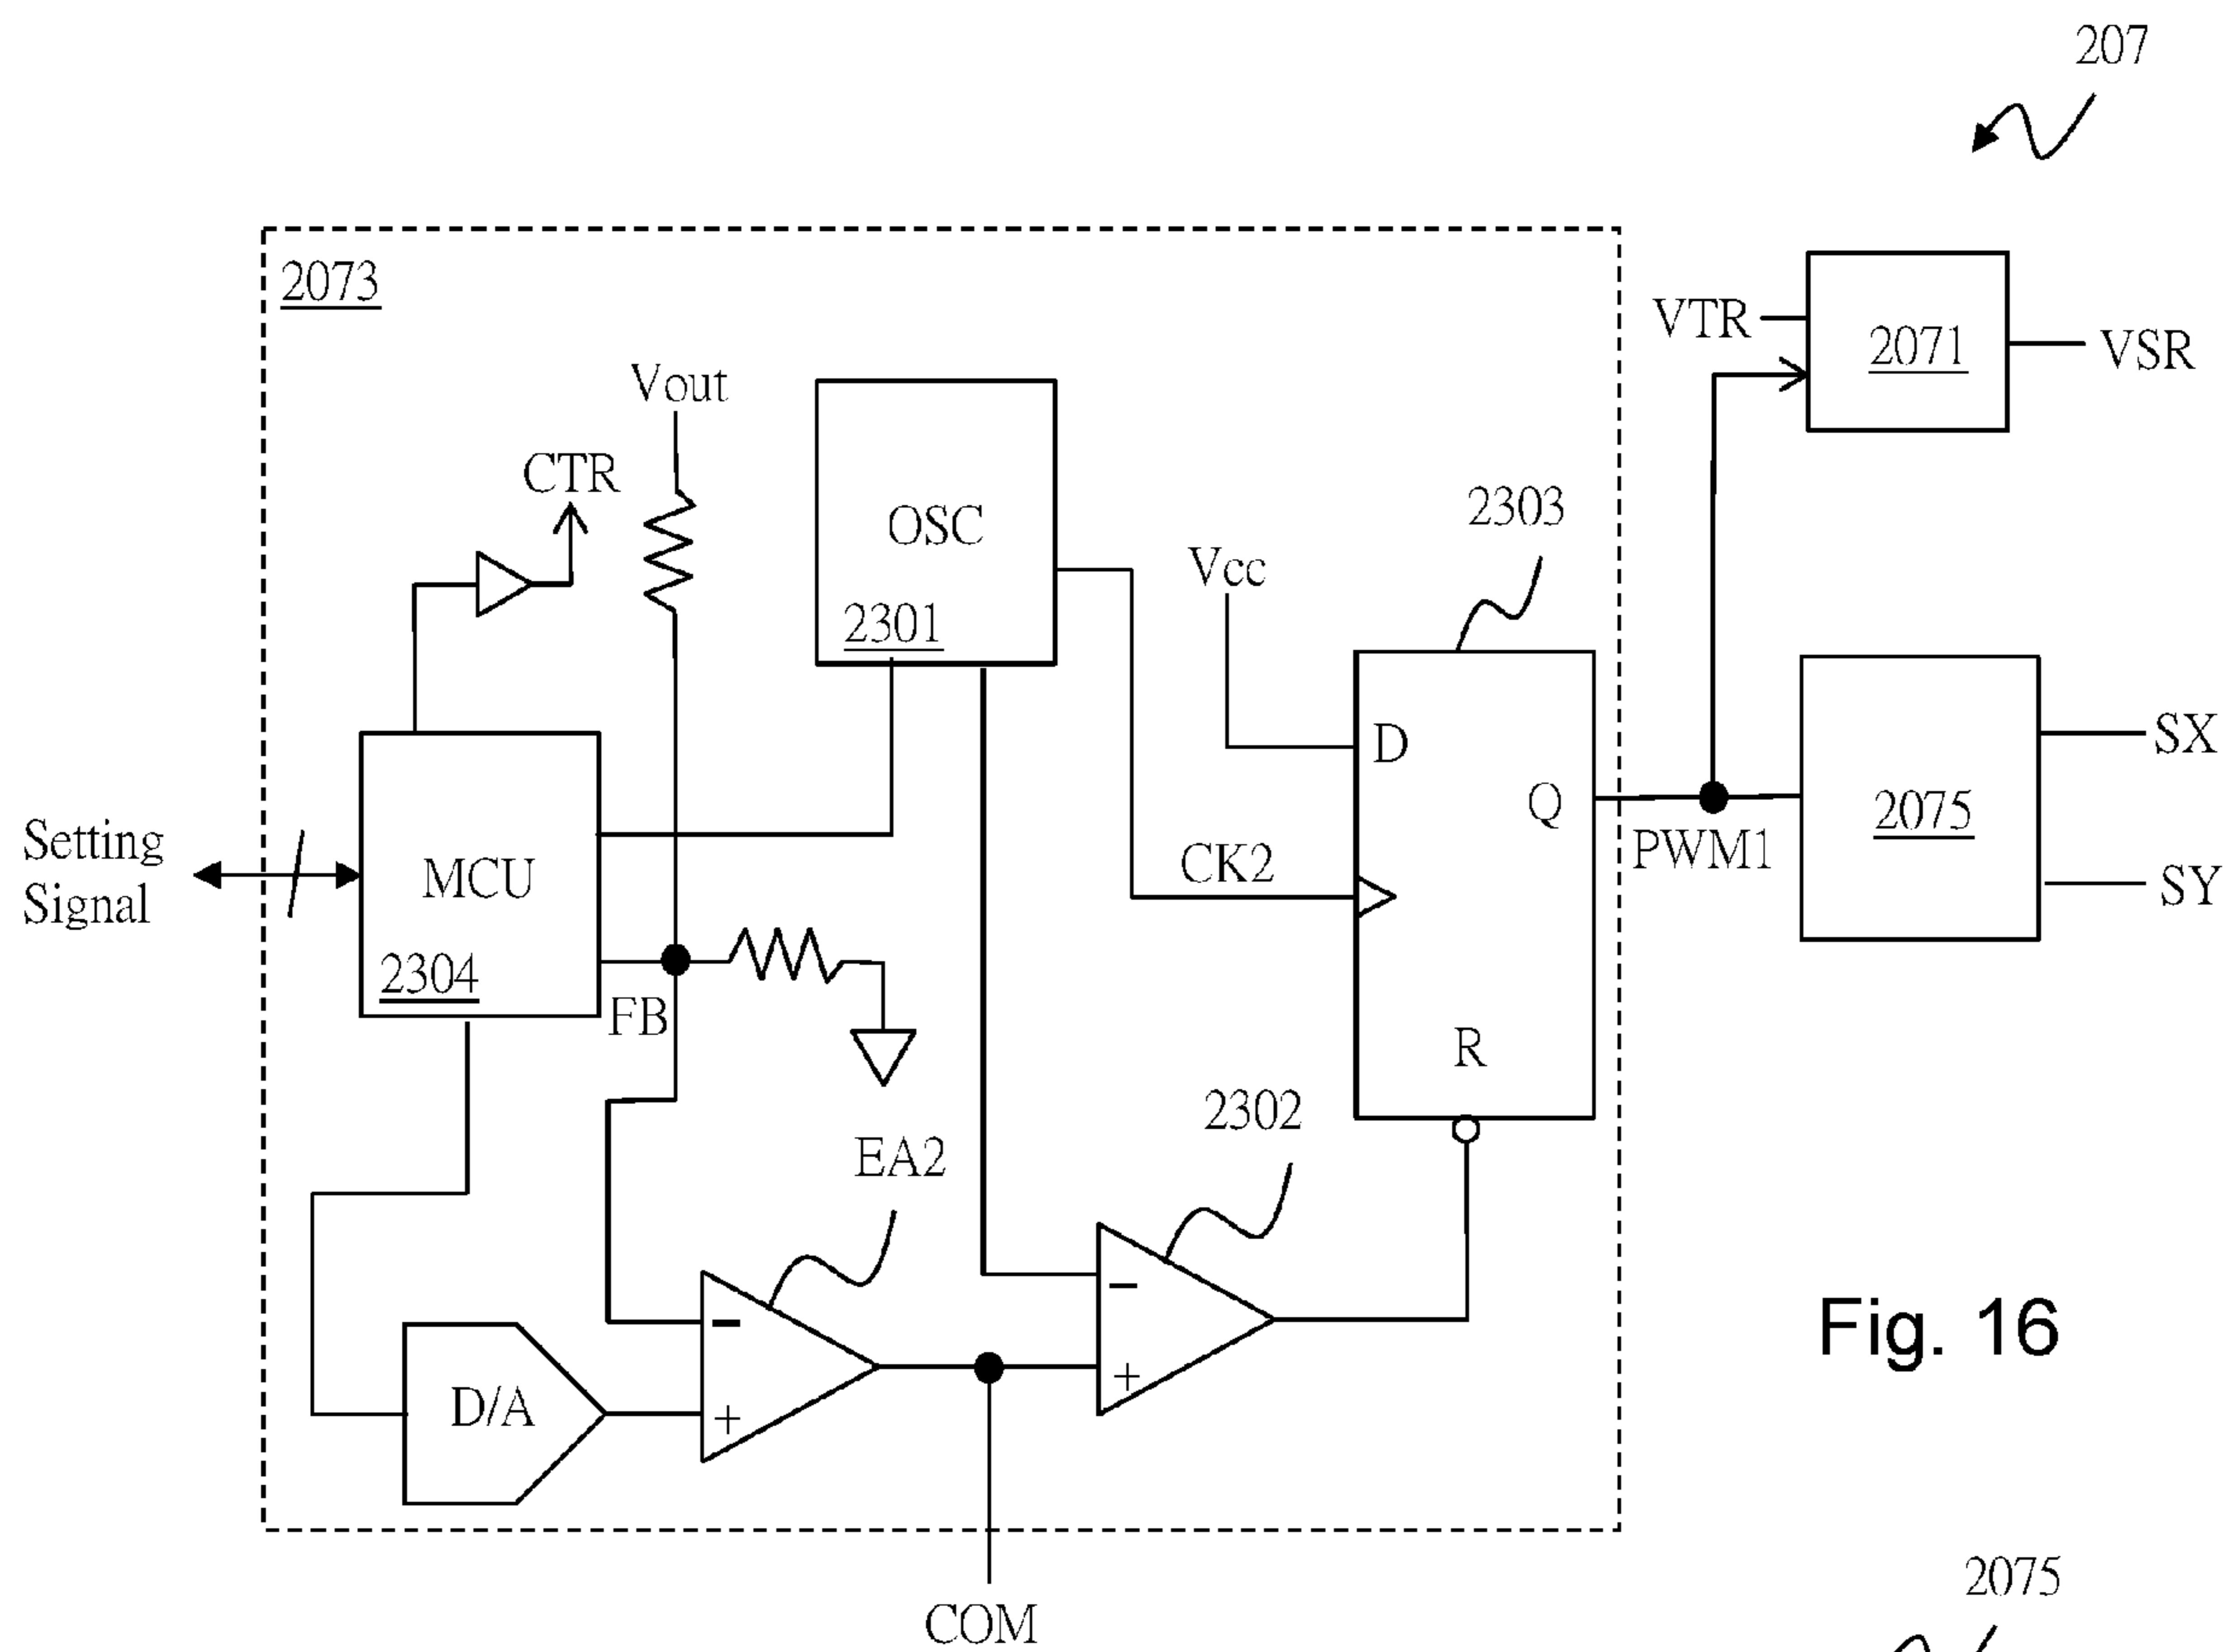 207
2073
VTR
2071
VSR
Vout
CTR
OSC
2301
2303
Vcc
D
Q
R
CK2
PWM1
2075
SX
SY
Setting
Signal
MCU
2304
FB
2302
EA2
−
+
−
+
D/A
COM
Fig. 16
2075